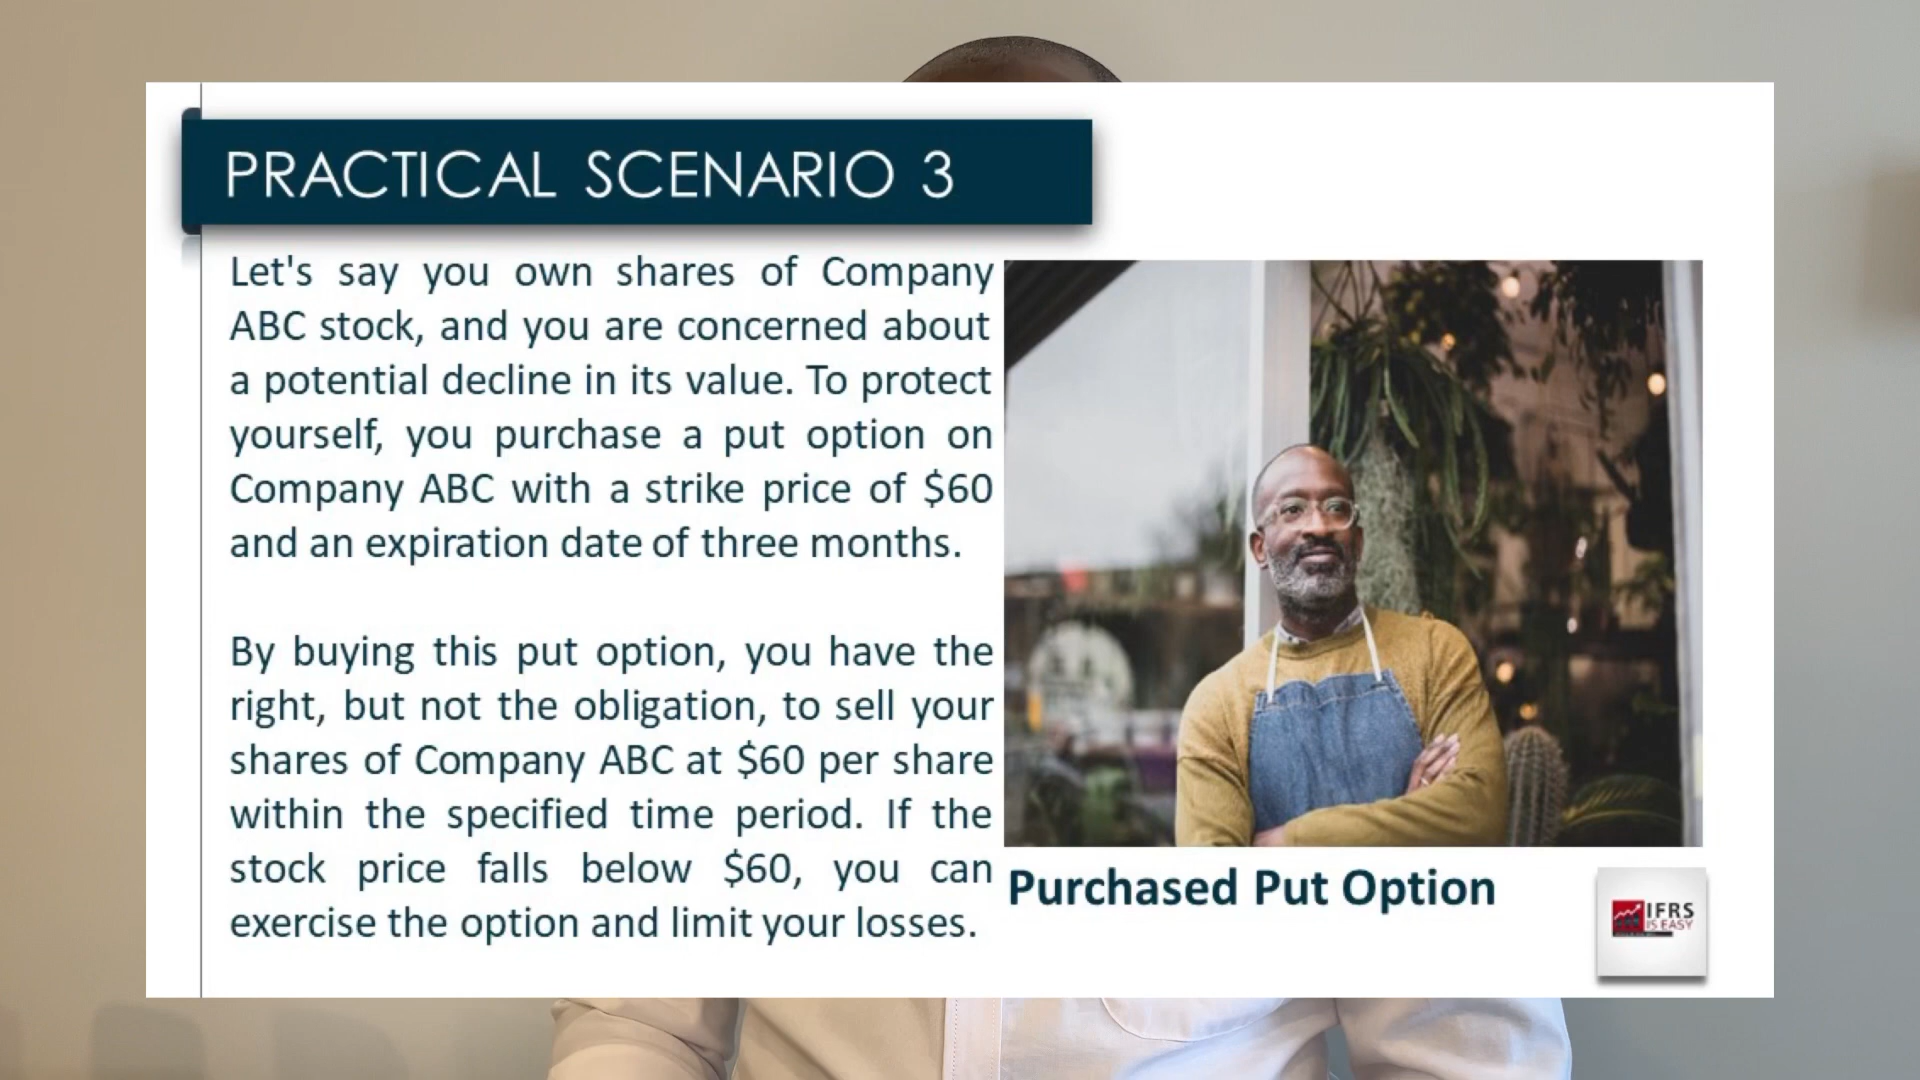 PRACTICAL SCENARIO 3
Let's say you own shares of Company
ABC stock, and you are concerned about
a potential decline in its value. To protect
yourself, you purchase a put option on
Company ABC with a strike price of $60
and an expiration date of three months.
By buying this put option, you have the
right, but not the obligation, to sell your
shares of Company ABC at $60 per share
within the specified time period. If the
stock price falls below $60, you can
exercise the option and limit your losses.
Purchased Put Option
IFRS
IS EASY